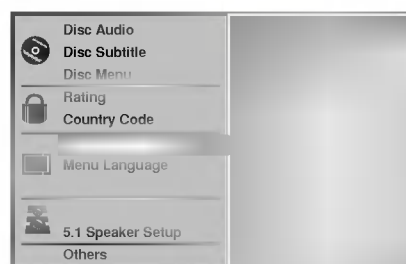 Disc Audio
Disc Subtitle
Disc Menu
Rating
Country Code
Menu Language
5.1 Speaker Setup
Others